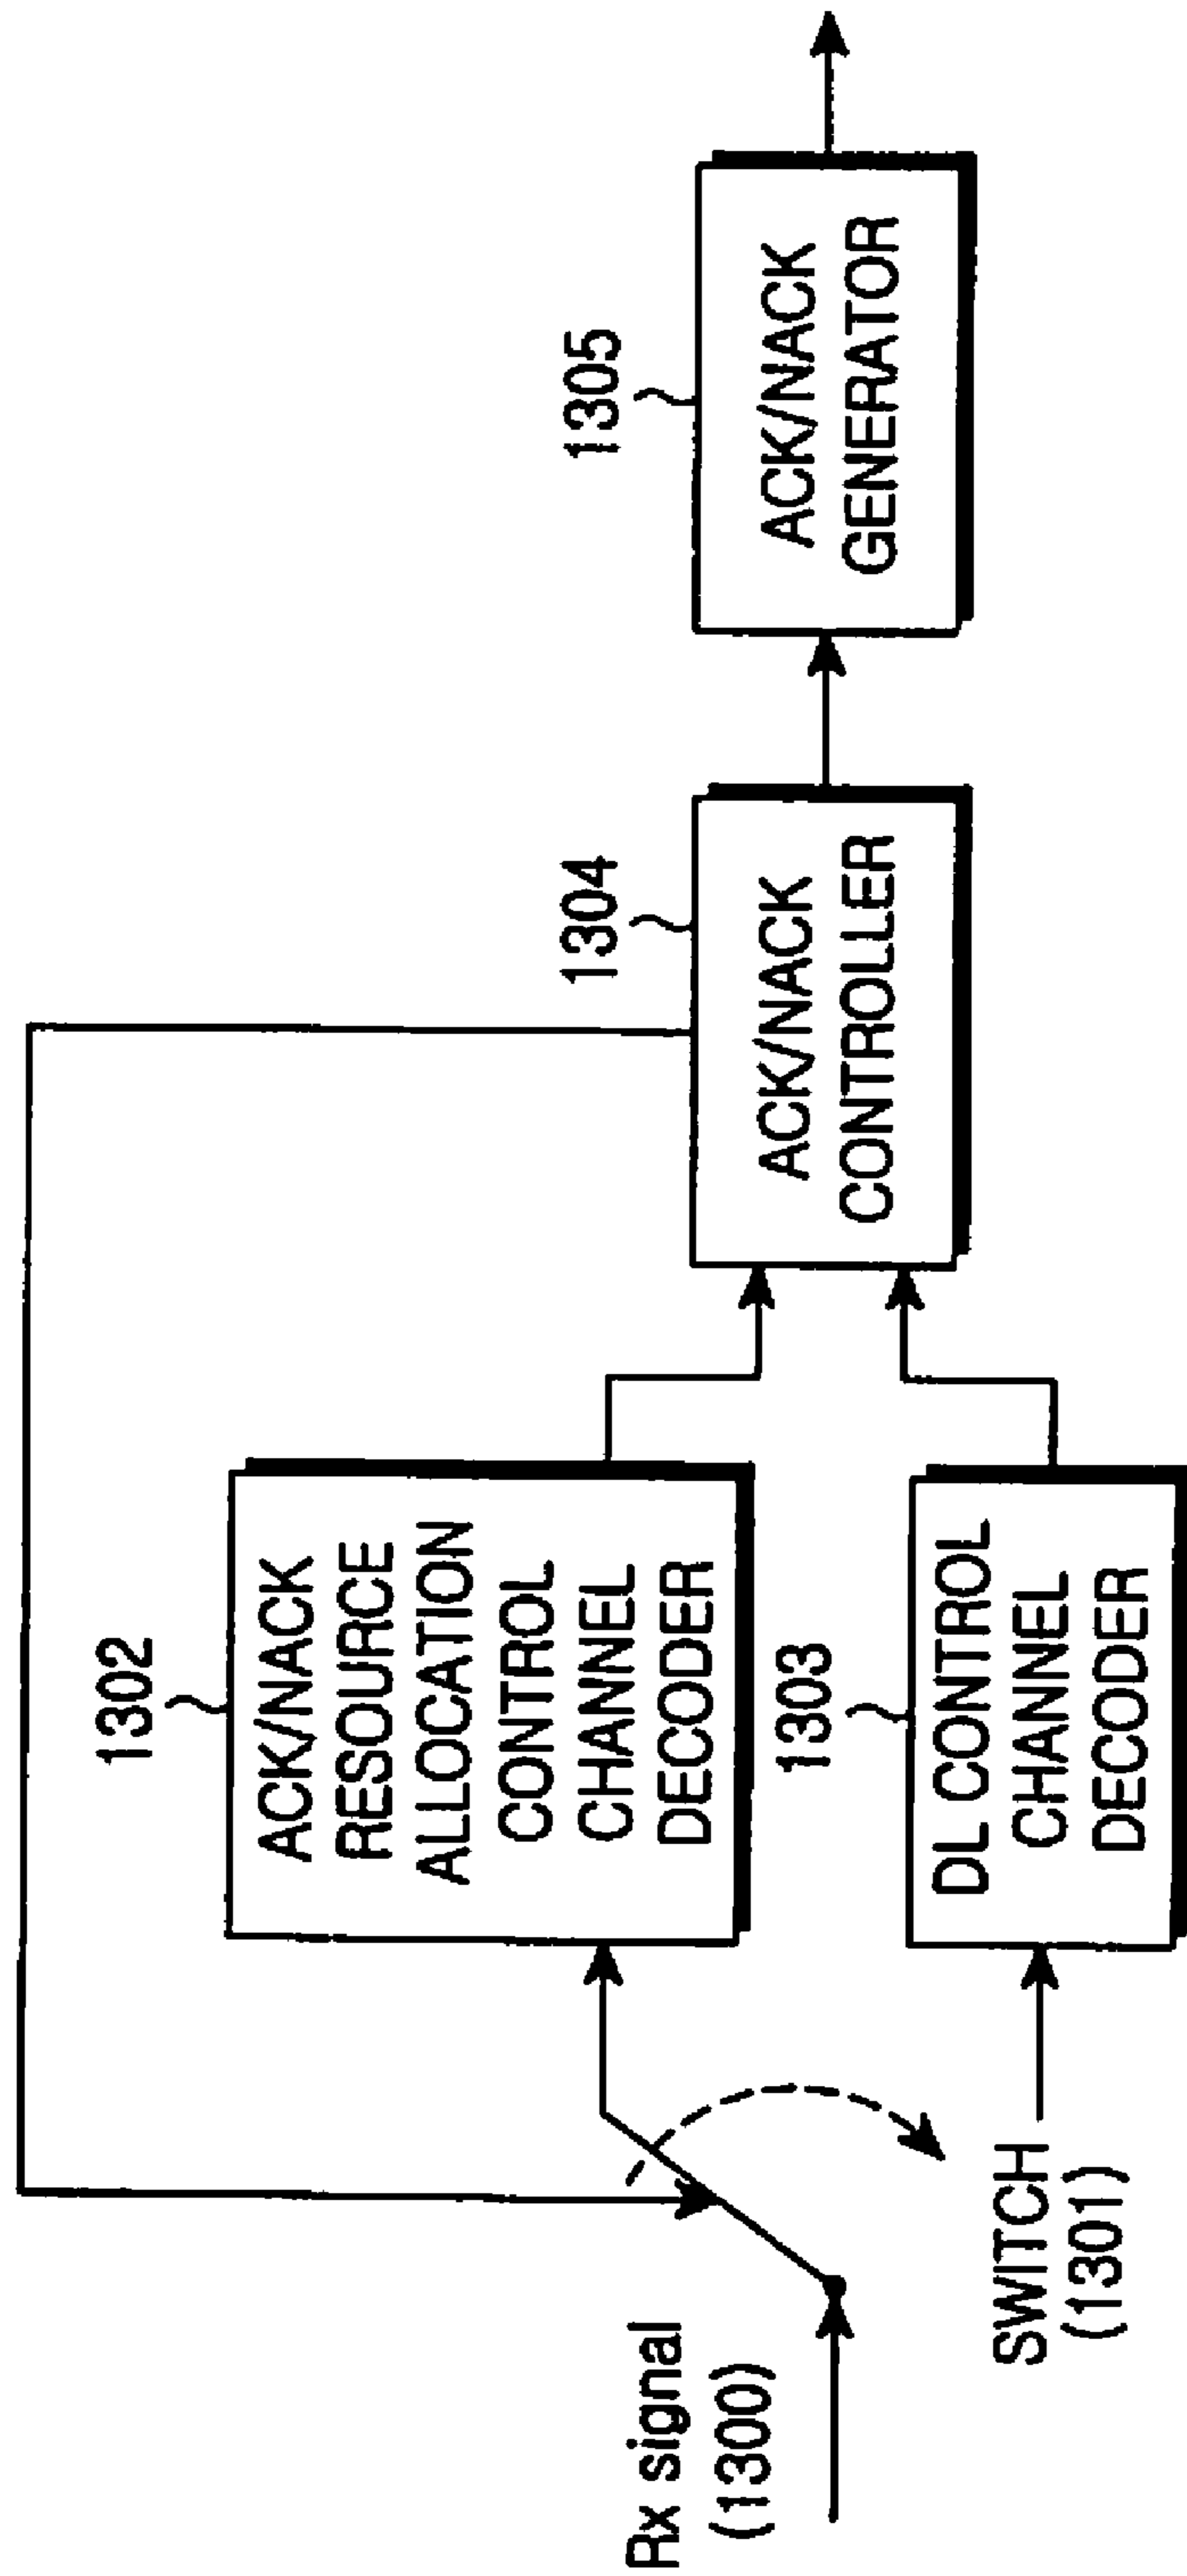 Rx signal
(1300)
SWITCH
(1301)
1302
ACK/NACK
RESOURCE
ALLOCATION
CONTROL
CHANNEL
DECODER
1303
DL CONTROL
CHANNEL
DECODER
1304
ACK/NACK
CONTROLLER
1305
ACK/NACK
GENERATOR